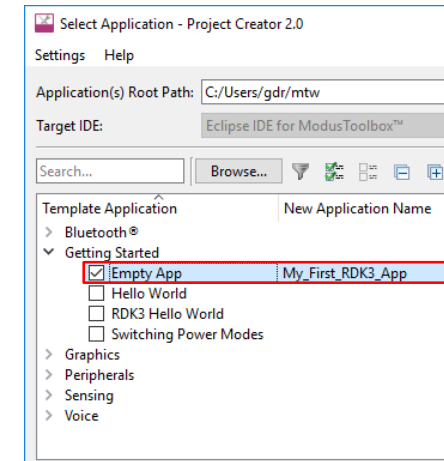 Select Application - Project Creator 2.0
Settings Help
Application(s) Root Path: C:/Users/gdr/mtw
Target IDE: Eclipse IDE for ModusToolbox™
Search... Browse...
Template Application New Application Name
Bluetooth®
Getting Started
Empty App My_First_RDK3_App
Hello World
RDK3 Hello World
Switching Power Modes
Graphics
Peripherals
Sensing
Voice